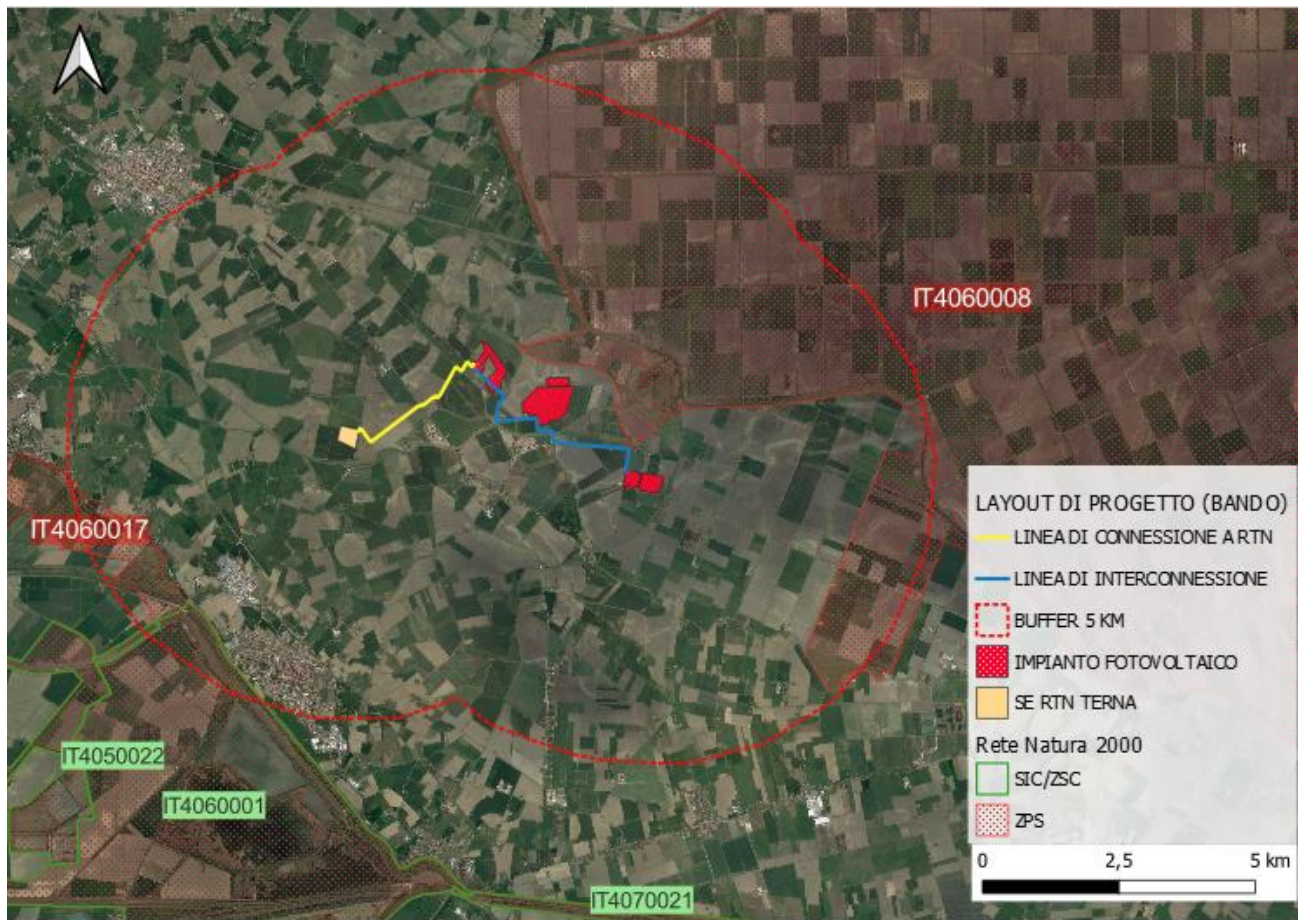 IT4060008
IT4060017
IT4050022
IT4060001
IT4070021
LAYOUT DI PROGETTO (BANDO)
LINEA DI CONNESSIONE A RTN
LINEA DI INTERCONNESSIONE
BUFFER 5 KM
IMPIANTO FOTOVOLTAICO
SE RTN TERNA
Rete Natura 2000
SIC/ZSC
ZPS
0 2,5 5 km